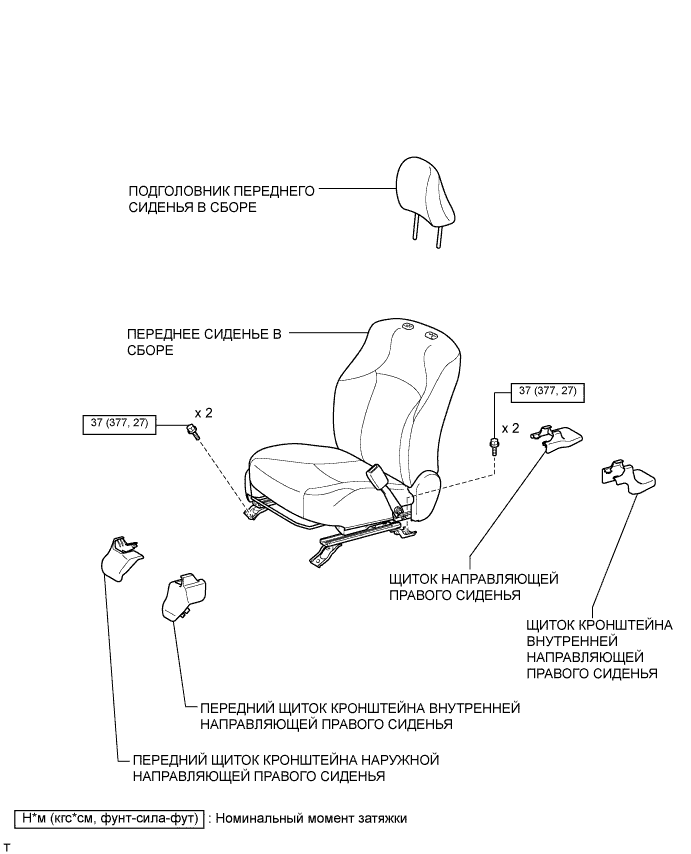 ПОДГОЛОВНИК ПЕРЕДНЕГО
СИДЕНЬЯ В СБОРЕ
ПЕРЕДНЕЕ СИДЕНЬЕ В
СБОРЕ
37 (377, 27)
x 2
37 (377, 27)
x 2
ЩИТОК НАПРАВЛЯЮЩЕЙ
ПРАВОГО СИДЕНЬЯ
ЩИТОК КРОНШТЕЙНА
ВНУТРЕННЕЙ
НАПРАВЛЯЮЩЕЙ
ПРАВОГО СИДЕНЬЯ
ПЕРЕДНИЙ ЩИТОК КРОНШТЕЙНА ВНУТРЕННЕЙ
НАПРАВЛЯЮЩЕЙ ПРАВОГО СИДЕНЬЯ
ПЕРЕДНИЙ ЩИТОК КРОНШТЕЙНА НАРУЖНОЙ
НАПРАВЛЯЮЩЕЙ ПРАВОГО СИДЕНЬЯ
Н*м (кгс*см, фунт-сила-фут) : Номинальный момент затяжки
T